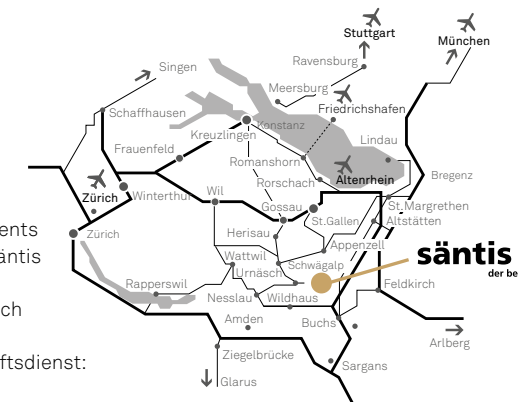 Stuttgart
München
Ravensburg
Singen
Meersburg
Friedrichshafen
Schaffhausen
Konstanz
Kreuzlingen
Lindau
Frauenfeld
Romanshorn
Altenrhein
Bregenz
Rorschach
Winterthur
Zürich
Wil
Gossau
St.Margrethen
St.Gallen
Altstätten
ents
Zürich
Herisau
Appenzell
säntis
äntis
Wattwil
Schwägalp
der be
Urnäsch
Rapperswil
Feldkirch
Nesslau
Wildhaus
ch
Amden
Buchs
Arlberg
Ziegelbrücke
ftsdienst:
Sargans
Glarus